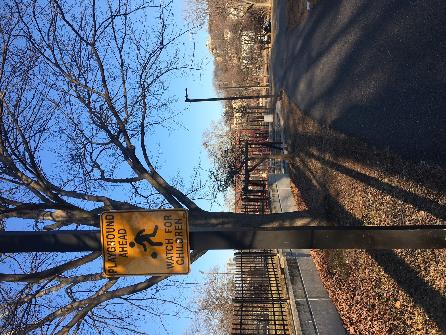 PLAYGROUND
AHEAD
WATCH FOR
CHILDREN